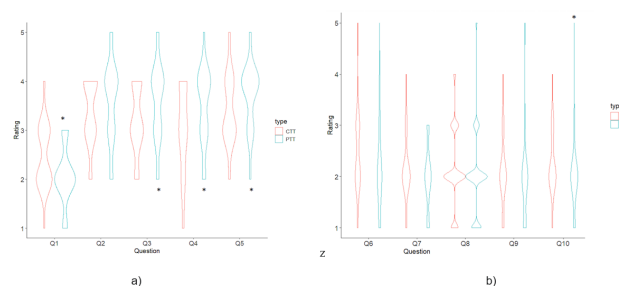 5
4
3
2
1
Rating
*
*
*
*
Q1 Q2 Q3 Q4 Q5
Question
type
CTT
PTT
a)
z
5
4
3
2
1
Rating
*
Q6 Q7 Q8 Q9 Q10
Question
typ
b)